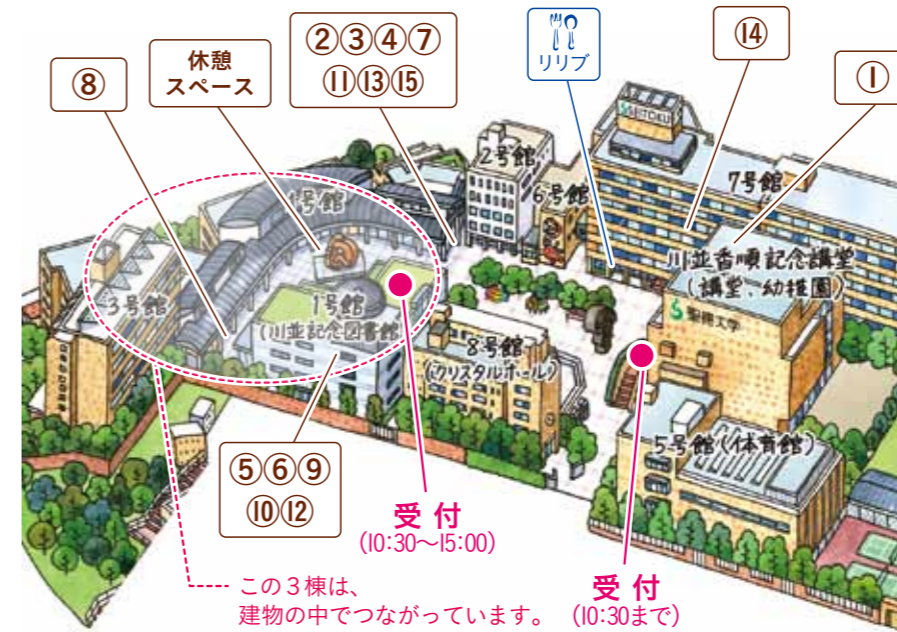 ⑧
休憩
スペース
②③④⑦
⑪⑬⑮
リリブ
⑭
①
SEITOKU
2号館
6号館
7号館
号館
3号館
1号館
(川並記念図書館)
8号館
(クリスタルホール)
川並香順記念講堂
(講堂、幼稚園)
聖徳大学
5号館(体育館)
⑤⑥⑨
⑩⑫
受付
(10:30〜15:00)
受付
(10:30まで)
この3棟は、
建物の中でつながっています。